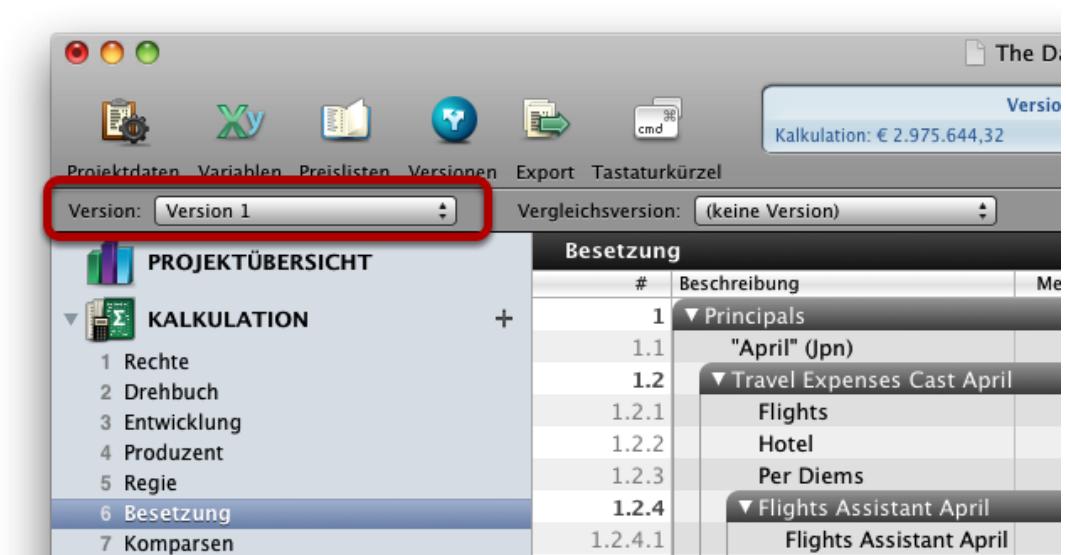 The Da
Versio
Kalkulation: € 2.975.644,32
cmd
Xy
Projektdaten Variablen Preislisten Versionen Export Tastaturkürzel
Version: Version 1 Vergleichsversion: (keine Version)
PROJEKTÜBERSICHT
KALKULATION +
1 Rechte
2 Drehbuch
3 Entwicklung
4 Produzent
5 Regie
6 Besetzung
7 Komparsen
Besetzung
# Beschreibung Me
1 Principals
1.1 "April" (Jpn)
1.2 Travel Expenses Cast April
1.2.1 Flights
1.2.2 Hotel
1.2.3 Per Diems
1.2.4 Flights Assistant April
1.2.4.1 Flights Assistant April